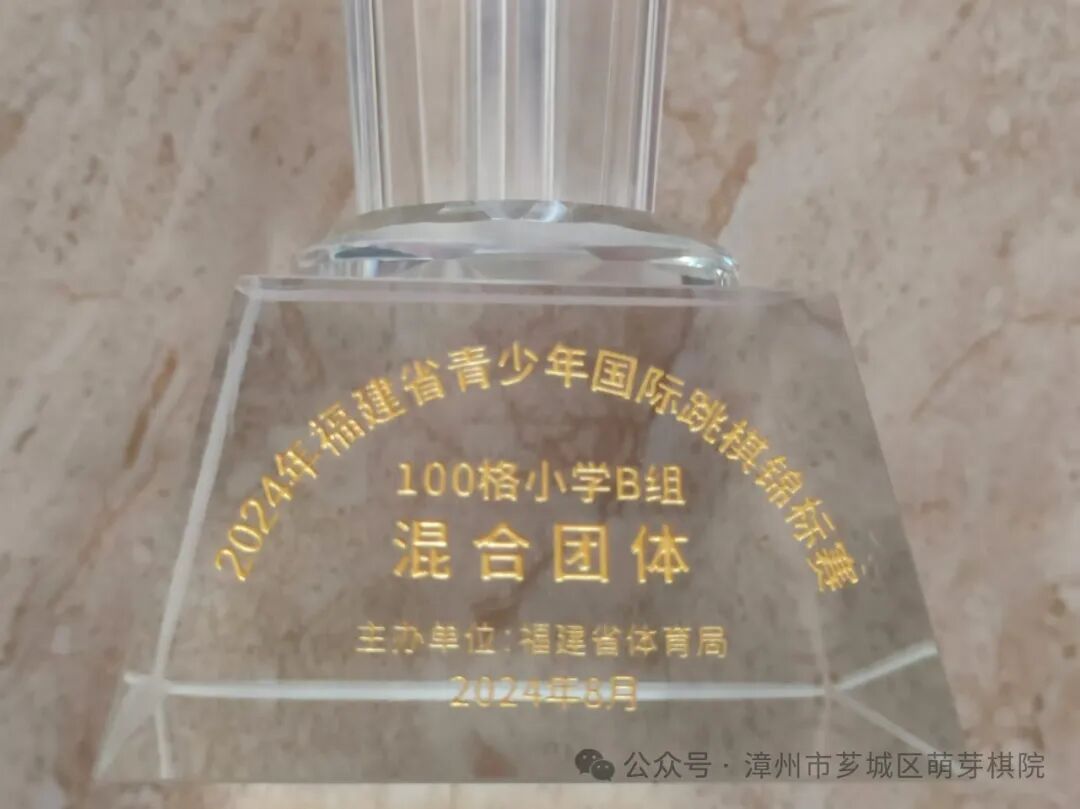 2024年福建省青少年国际跳棋锦标赛
100格小学B组
混合团体
主办单位:福建省体育局
2024年8月
公众号·漳州市芗城区萌芽棋院